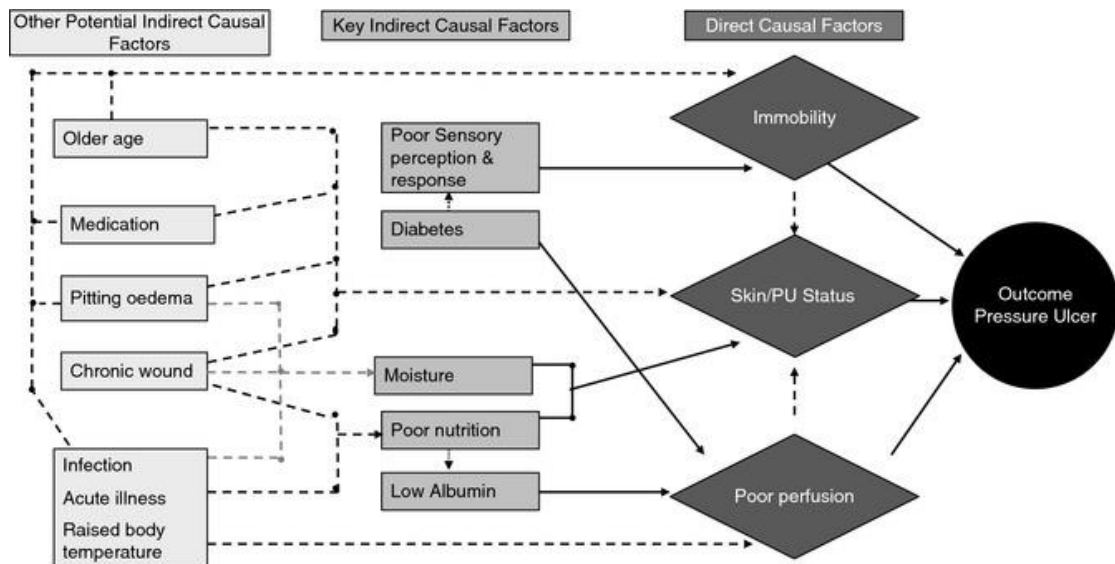 Other Potential Indirect Causal
Factors
Key Indirect Causal Factors
Direct Causal Factors
Older age
Medication
Pitting oedema
Chronic wound
Infection
Acute illness
Raised body
temperature
Poor Sensory
perception &
response
Diabetes
Moisture
Poor nutrition
Low Albumin
Immobility
Skin/PU Status
Poor perfusion
Outcome
Pressure Ulcer